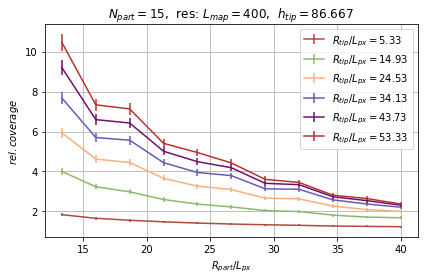 N_part = 15, res: L_map = 400, h_tip = 86.667
rel. coverage
10
8
6
4
2
R_tip/L_px = 5.33
R_tip/L_px = 14.93
R_tip/L_px = 24.53
R_tip/L_px = 34.13
R_tip/L_px = 43.73
R_tip/L_px = 53.33
15 20 25 30 35 40
R_part/L_px